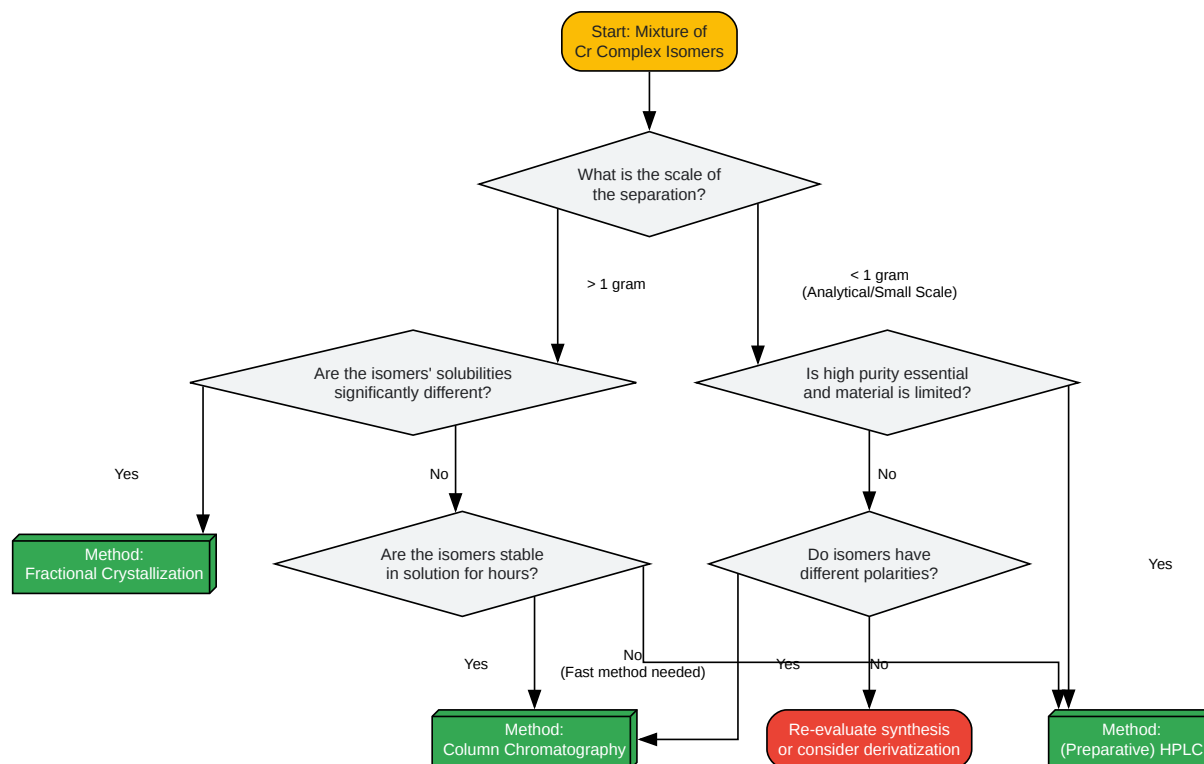 Start: Mixture of
Cr Complex Isomers
What is the scale of
the separation?
> 1 gram
< 1 gram
(Analytical/Small Scale)
Are the isomers' solubilities
significantly different?
Is high purity essential
and material is limited?
Yes
No
No
Method:
Fractional Crystallization
Are the isomers stable
in solution for hours?
Do isomers have
different polarities?
Yes
Yes
No
(Fast method needed)
Yes
No
Method:
Column Chromatography
Re-evaluate synthesis
or consider derivatization
Method:
(Preparative) HPLC